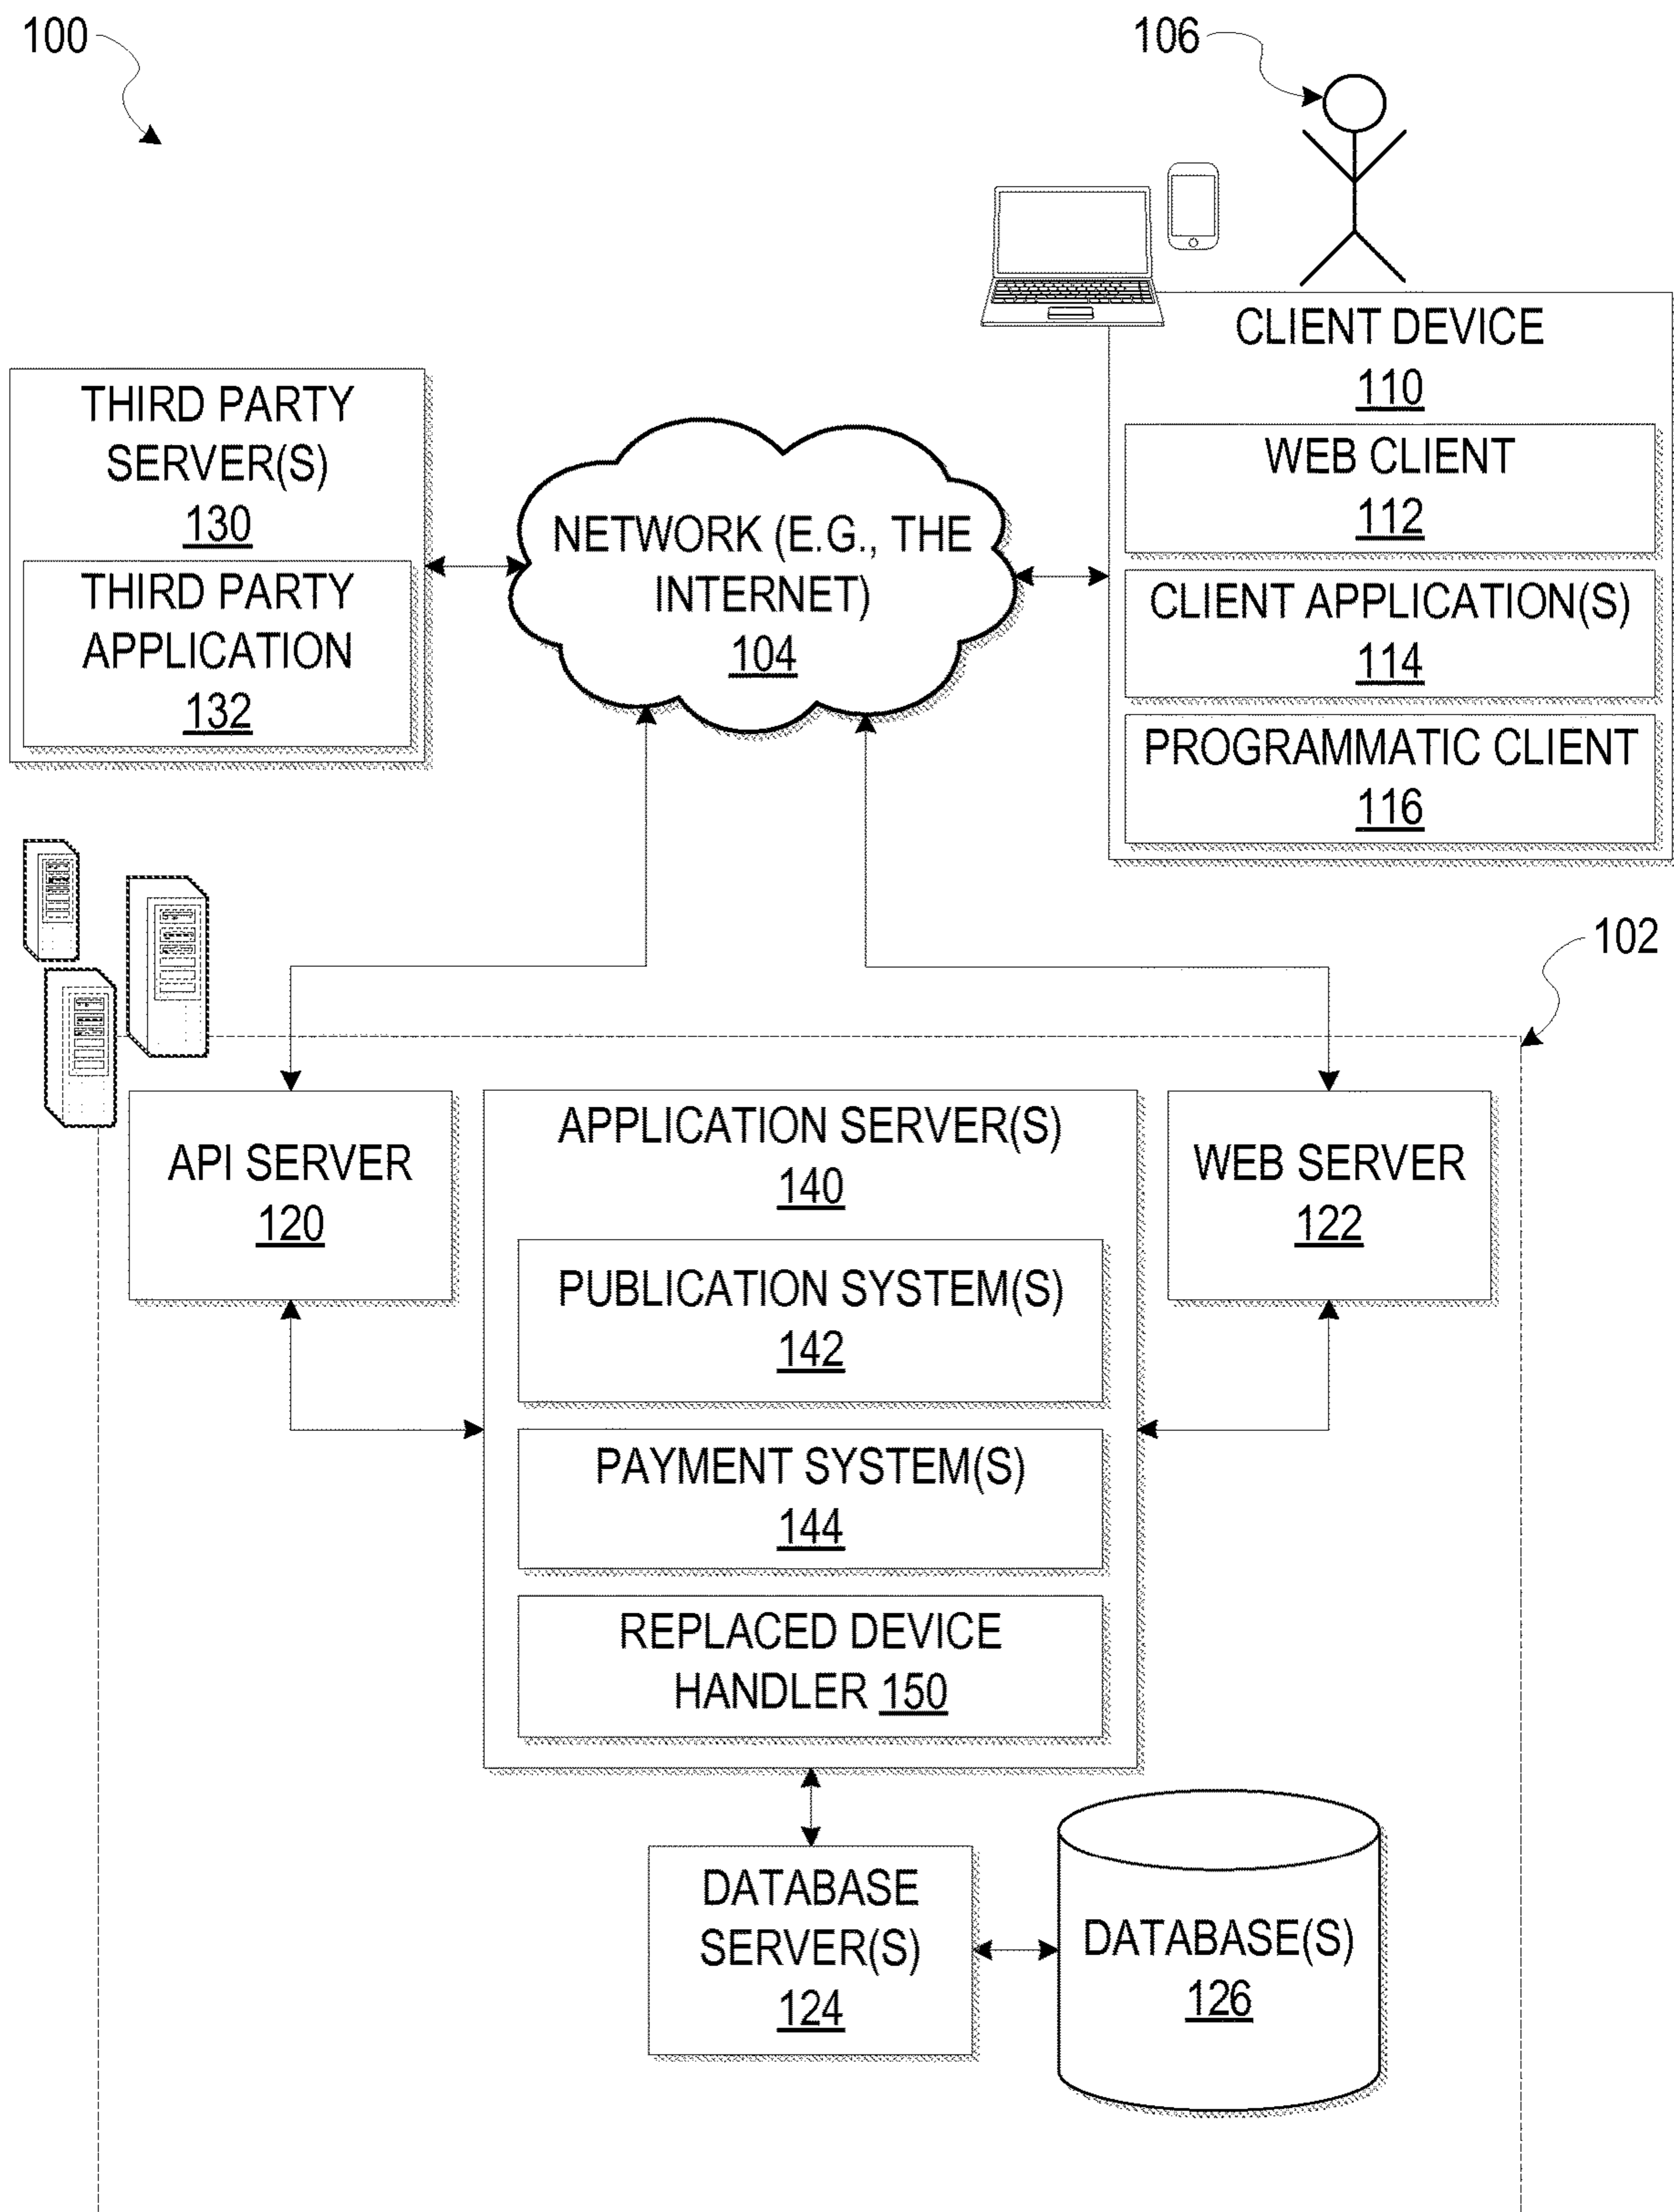 100
106
CLIENT DEVICE
110
WEB CLIENT
112
CLIENT APPLICATION(S)
114
PROGRAMMATIC CLIENT
116
THIRD PARTY
SERVER(S)
130
THIRD PARTY
APPLICATION
132
NETWORK (E.G., THE
INTERNET)
104
102
API SERVER
120
APPLICATION SERVER(S)
140
PUBLICATION SYSTEM(S)
142
PAYMENT SYSTEM(S)
144
REPLACED DEVICE
HANDLER 150
WEB SERVER
122
DATABASE
SERVER(S)
124
DATABASE(S)
126